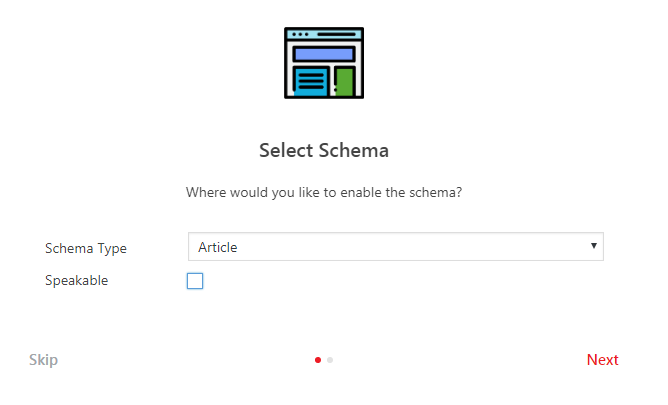 Select Schema
Where would you like to enable the schema?
Schema Type
Article
Speakable
Skip
Next